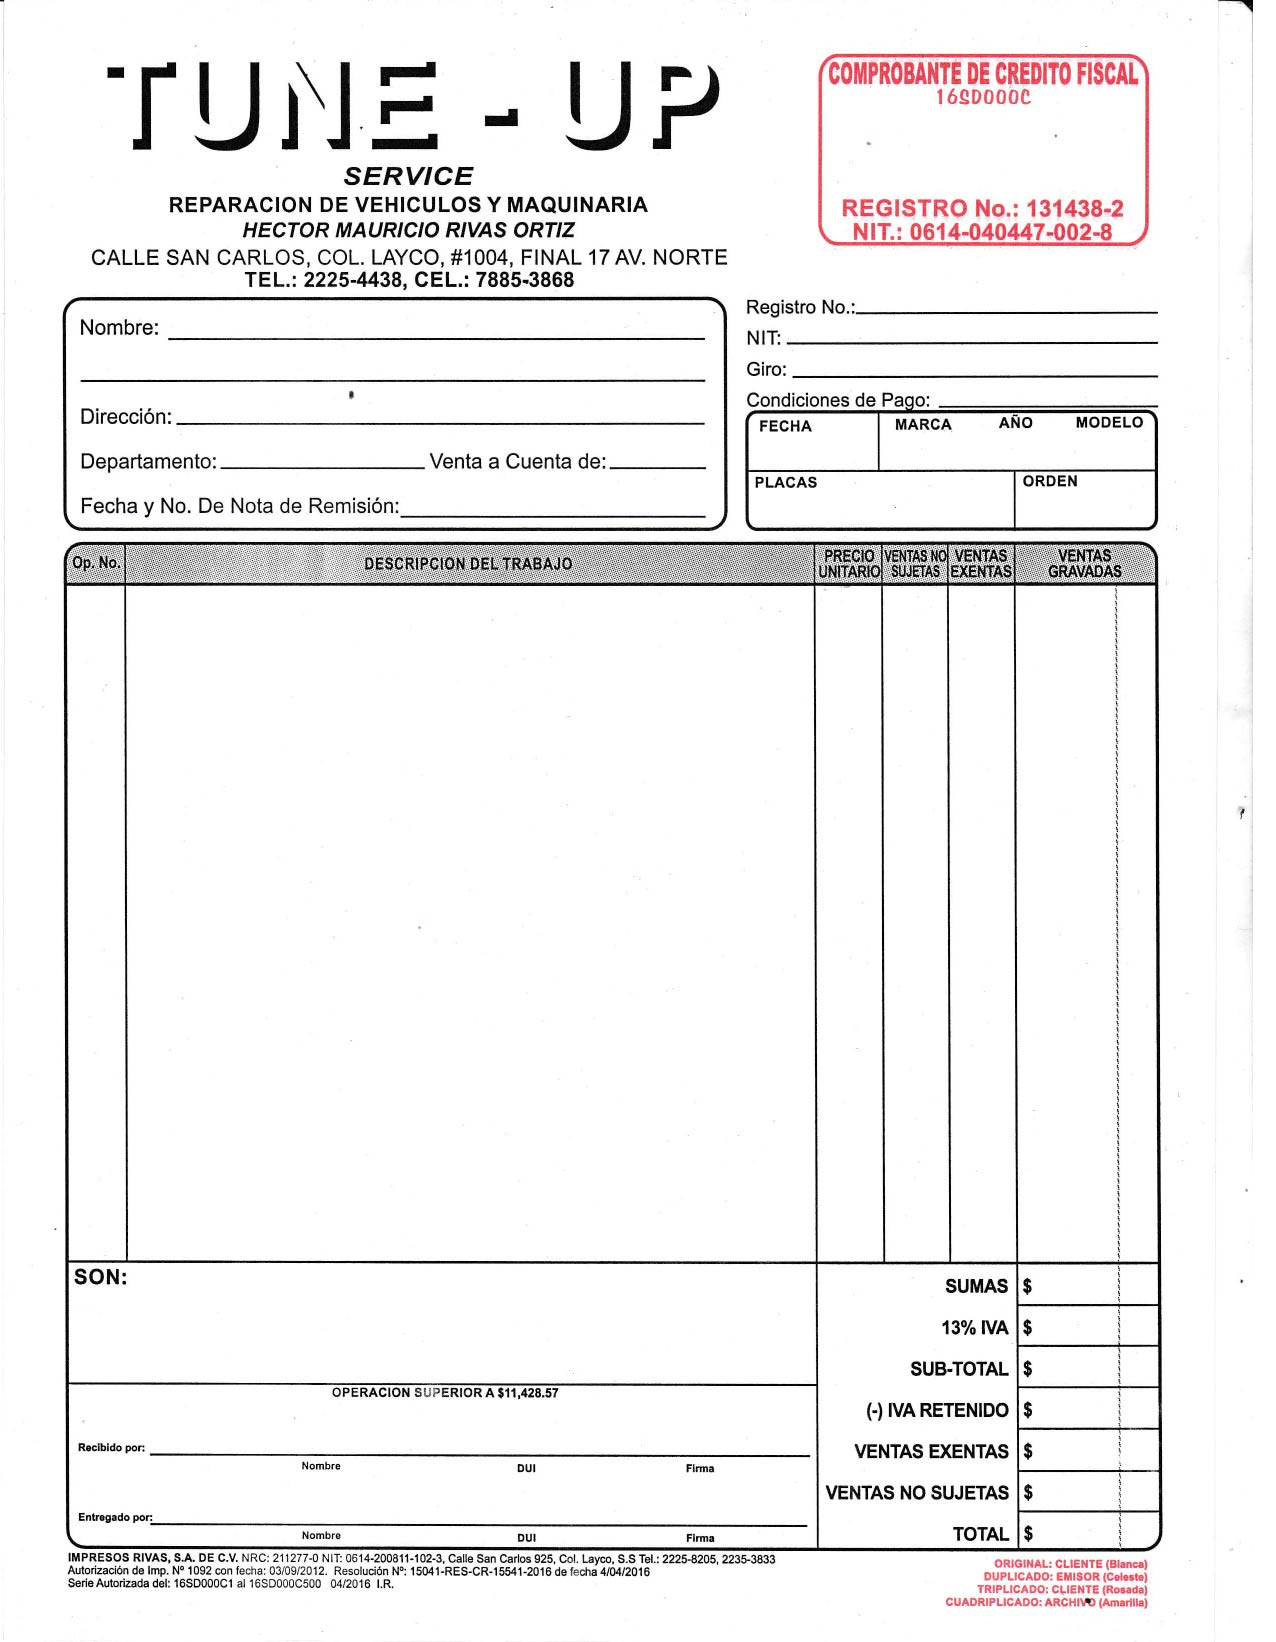 TUNE - UP
SERVICE
REPARACION DE VEHICULOS Y MAQUINARIA
HECTOR MAURICIO RIVAS ORTIZ
CALLE SAN CARLOS, COL. LAYCO, #1004, FINAL 17 AV. NORTE
TEL.: 2225-4438, CEL.: 7885-3868
COMPROBANTE DE CREDITO FISCAL
16SD000C
REGISTRO No.: 131438-2
NIT.: 0614-040447-002-8
Nombre:
Dirección:
Departamento: Venta a Cuenta de:
Fecha y No. De Nota de Remisión:
Registro No.:
NIT:
Giro:
Condiciones de Pago:
FECHA MARCA AÑO MODELO
PLACAS ORDEN
Op. No. DESCRIPCION DEL TRABAJO PRECIO UNITARIO VENTAS NO SUJETAS VENTAS EXENTAS VENTAS GRAVADAS
SON:
SUMAS $
13% IVA $
SUB-TOTAL $
(-) IVA RETENIDO $
VENTAS EXENTAS $
VENTAS NO SUJETAS $
TOTAL $
OPERACION SUPERIOR A $11,428.57
Recibido por:
Nombre DUI Firma
Entregado por:
Nombre DUI Firma
IMPRESOS RIVAS, S.A. DE C.V. NRC: 211277-0 NIT: 0614-200811-102-3, Calle San Carlos 925, Col. Layco, S.S Tel.: 2225-8205, 2235-3833
Autorización de Imp. Nº 1092 con fecha: 03/09/2012. Resolución Nº: 15041-RES-CR-15541-2016 de fecha 4/04/2016
Serie Autorizada del: 16SD000C1 al 16SD000C500 04/2016 I.R.
ORIGINAL: CLIENTE (Blanca)
DUPLICADO: EMISOR (Celeste)
TRIPLICADO: CLIENTE (Rosada)
CUADRIPLICADO: ARCHIVO (Amarilla)